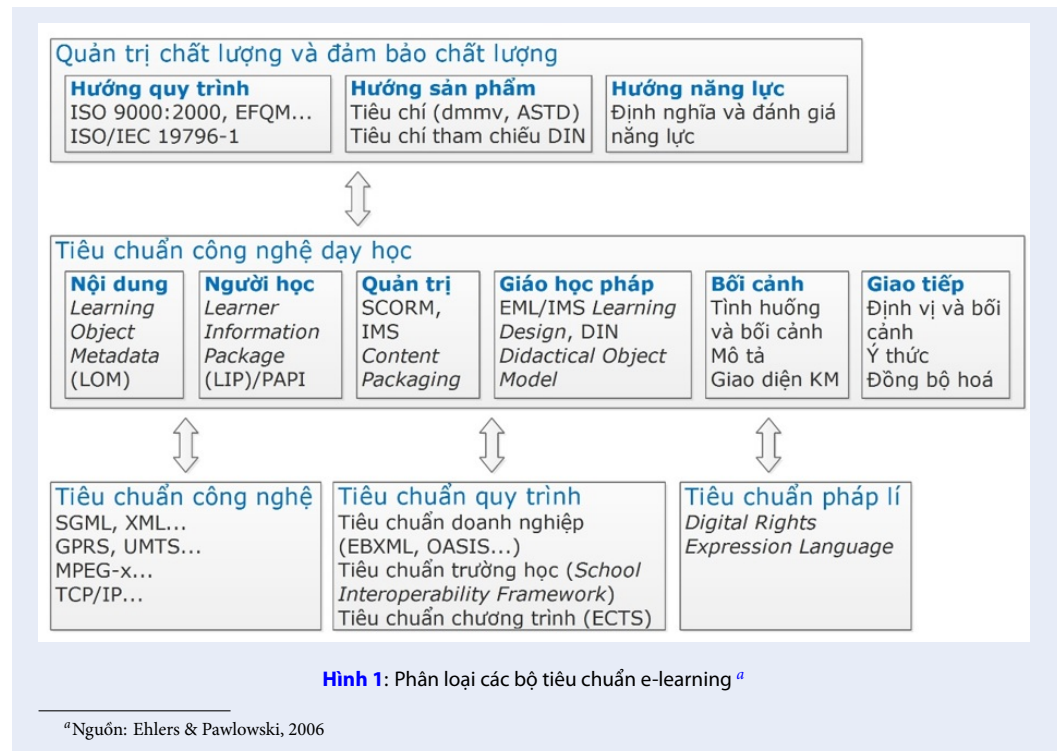 Quản trị chất lượng và đảm bảo chất lượng
Hướng quy trình
ISO 9000:2000, EFQM...
ISO/IEC 19796-1
Hướng sản phẩm
Tiêu chí (dmmv, ASTD)
Tiêu chí tham chiếu DIN
Hướng năng lực
Định nghĩa và đánh giá
năng lực
Tiêu chuẩn công nghệ dạy học
Nội dung
Learning
Object
Metadata
(LOM)
Người học
Learner
Information
Package
(LIP)/PAPI
Quản trị
SCORM,
IMS
Content
Packaging
Giáo học pháp
EML/IMS Learning
Design, DIN
Didactical Object
Model
Bối cảnh
Tình huống
và bối cảnh
Mô tả
Giao diện KM
Giao tiếp
Định vị và bối
cảnh
Ý thức
Đồng bộ hoá
Tiêu chuẩn công nghệ
SGML, XML...
GPRS, UMTS...
MPEG-x...
TCP/IP...
Tiêu chuẩn quy trình
Tiêu chuẩn doanh nghiệp
(EBXML, OASIS...)
Tiêu chuẩn trường học (School
Interoperability Framework)
Tiêu chuẩn chương trình (ECTS)
Tiêu chuẩn pháp lí
Digital Rights
Expression Language
Hình 1: Phân loại các bộ tiêu chuẩn e-learning a
aNguồn: Ehlers & Pawlowski, 2006